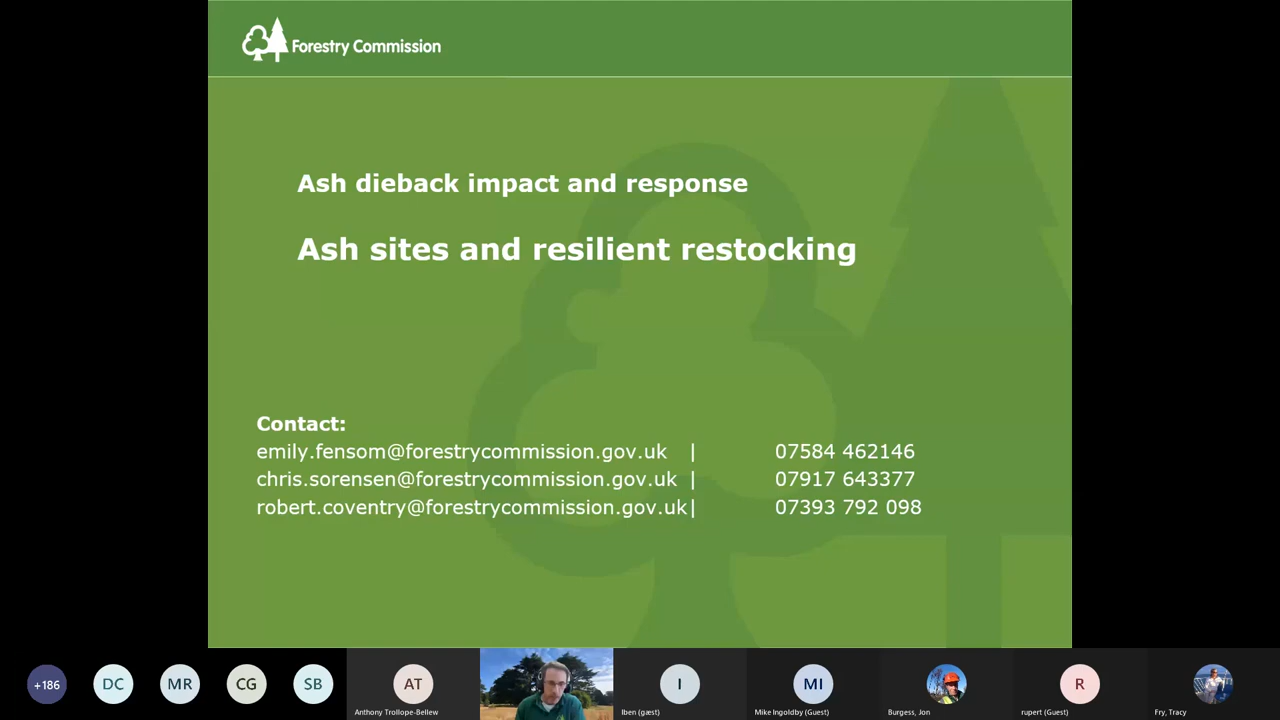 Forestry Commission
Ash dieback impact and response
Ash sites and resilient restocking
Contact:
emily.fensom@forestrycommission.gov.uk | 07584 462146
chris.sorensen@forestrycommission.gov.uk | 07917 643377
robert.coventry@forestrycommission.gov.uk| 07393 792 098
+186 DC MR CG SB AT I MI R
Anthony Trollope-Bellew Iben (gæst) Mike Ingoldby (Guest) Burgess, Jon rupert (Guest) Fry, Tracy